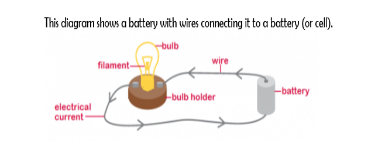 This diagram shows a battery with wires connecting it to a battery (or cell).
bulb
filament
wire
battery
bulb holder
electrical
current